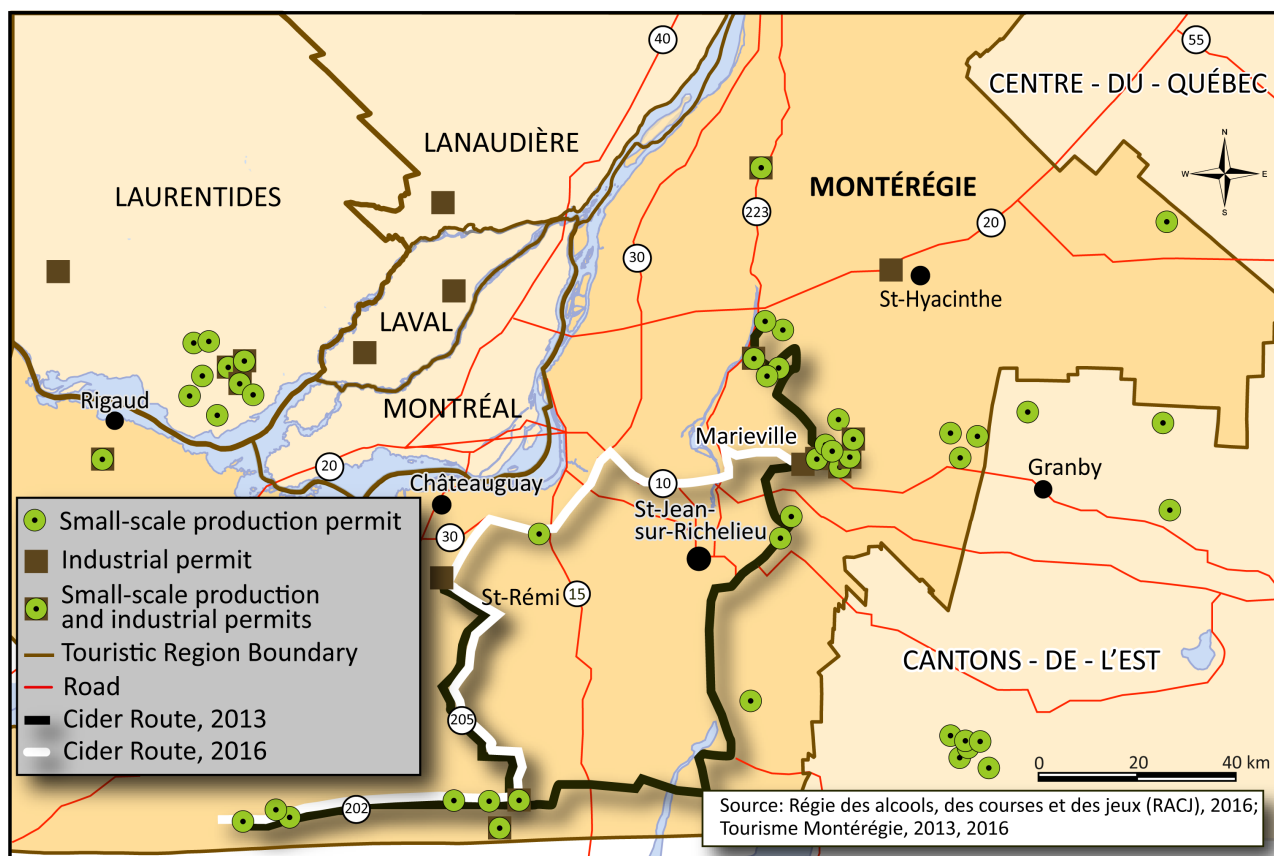 40
55
CENTRE - DU - QUÉBEC
LANAUDIÈRE
N
W E
S
LAURENTIDES
MONTÉRÉGIE
223
20
30
St-Hyacinthe
LAVAL
Rigaud
MONTRÉAL
Marieville
20
Châteauguay
10
Granby
St-Jean-
sur-Richelieu
30
St-Rémi
15
CANTONS - DE - L'EST
205
202
Small-scale production permit
Industrial permit
Small-scale production
and industrial permits
Touristic Region Boundary
Road
Cider Route, 2013
Cider Route, 2016
0 20 40 km
Source: Régie des alcools, des courses et des jeux (RACJ), 2016;
Tourisme Montérégie, 2013, 2016